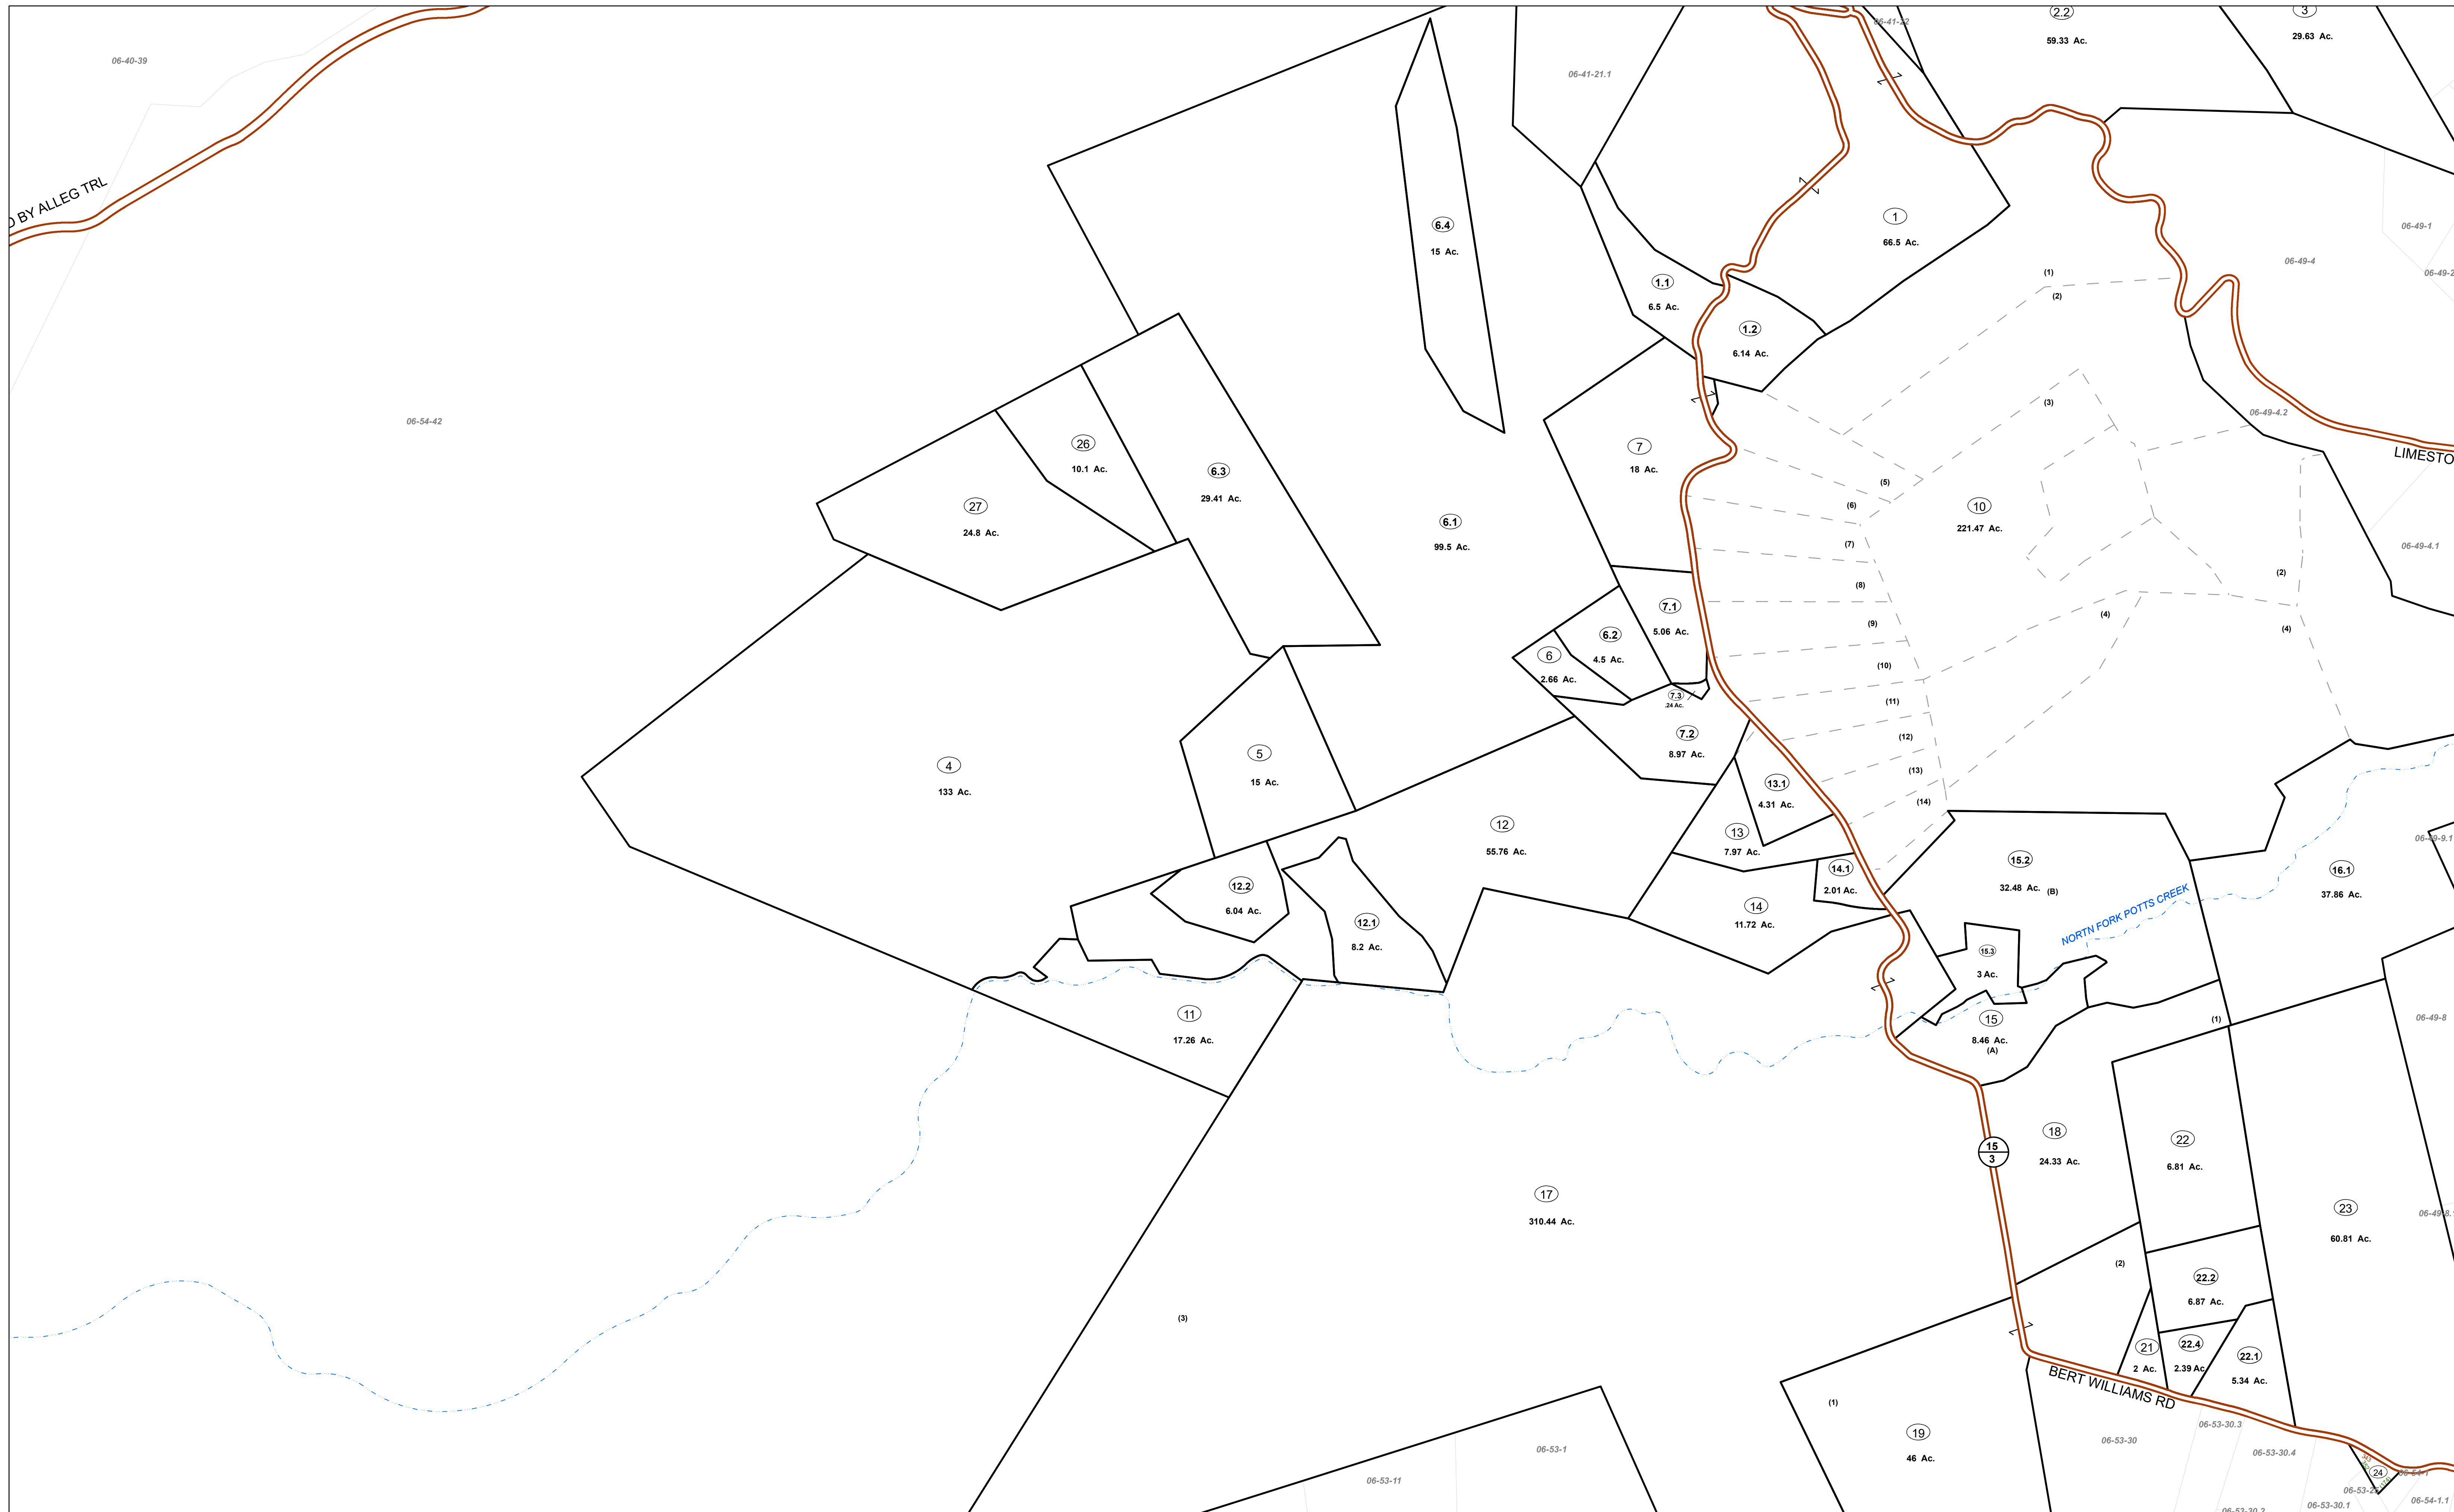 2.2
59.33 Ac.
3
29.63 Ac.
06-41-22
06-40-39
06-41-21.1
BY ALLEG TRL
6.4
15 Ac.
1
66.5 Ac.
06-49-1
06-49-4
(1)
(2)
1.1
6.5 Ac.
1.2
6.14 Ac.
06-54-42
(3)
06-49-4.2
26
10.1 Ac.
6.3
29.41 Ac.
7
18 Ac.
LIMESTO
27
24.8 Ac.
6.1
99.5 Ac.
(5)
(6)
10
221.47 Ac.
(7)
06-49-4.1
(8)
(2)
7.1
5.06 Ac.
(9)
(4)
(4)
6.2
4.5 Ac.
6
2.66 Ac.
(10)
7.3
.24 Ac.
(11)
7.2
8.97 Ac.
(12)
5
15 Ac.
4
133 Ac.
13.1
4.31 Ac.
(13)
(14)
12
55.76 Ac.
13
7.97 Ac.
06-49-9.1
15.2
32.48 Ac.
(B)
14.1
2.01 Ac.
16.1
37.86 Ac.
12.2
6.04 Ac.
14
11.72 Ac.
12.1
8.2 Ac.
NORTN FORK POTTS CREEK
15.3
3 Ac.
11
17.26 Ac.
15
8.46 Ac.
(A)
(1)
06-49-8
18
24.33 Ac.
22
6.81 Ac.
15
3
17
310.44 Ac.
23
60.81 Ac.
(2)
22.2
6.87 Ac.
(3)
21
2 Ac.
22.4
2.39 Ac.
22.1
5.34 Ac.
BERT WILLIAMS RD
(1)
19
46 Ac.
06-53-30.3
06-53-30
06-53-30.4
06-53-1
06-53-11
24
06-54-1.1
06-53-30.1
06-53-30.2